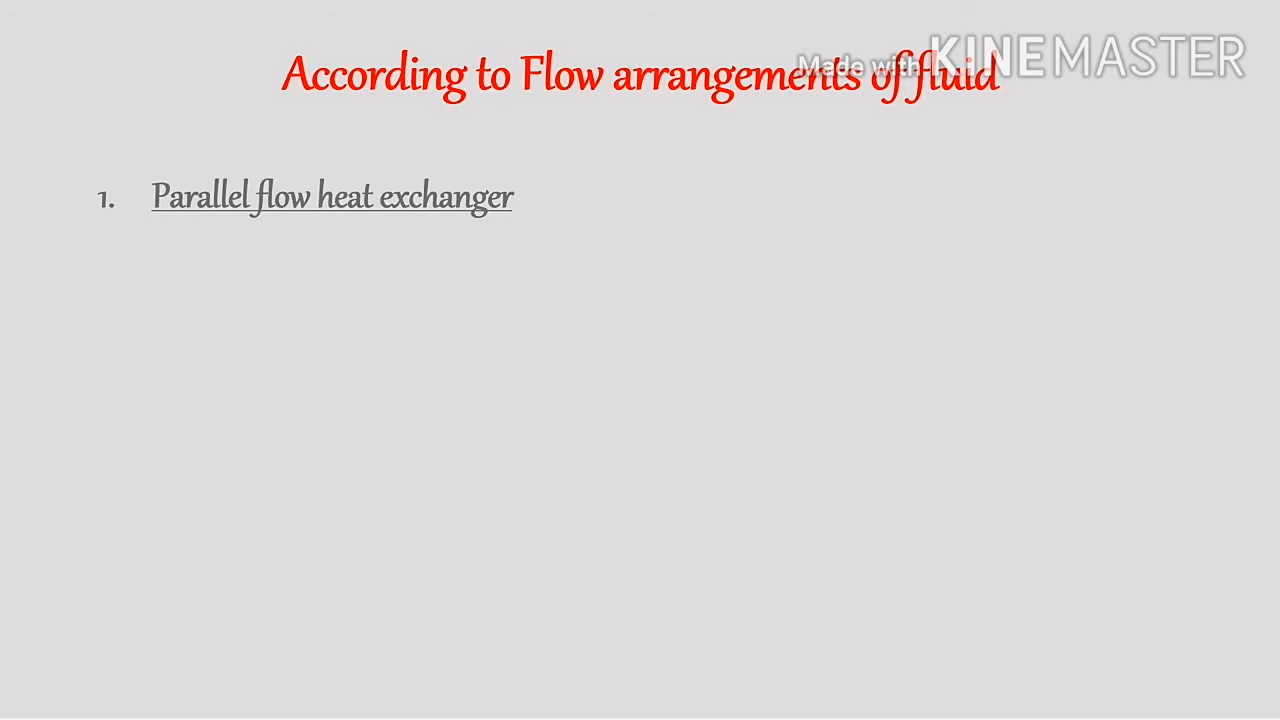 According to Flow arrangements of fluid
Made with KINEMASTER
1. Parallel flow heat exchanger